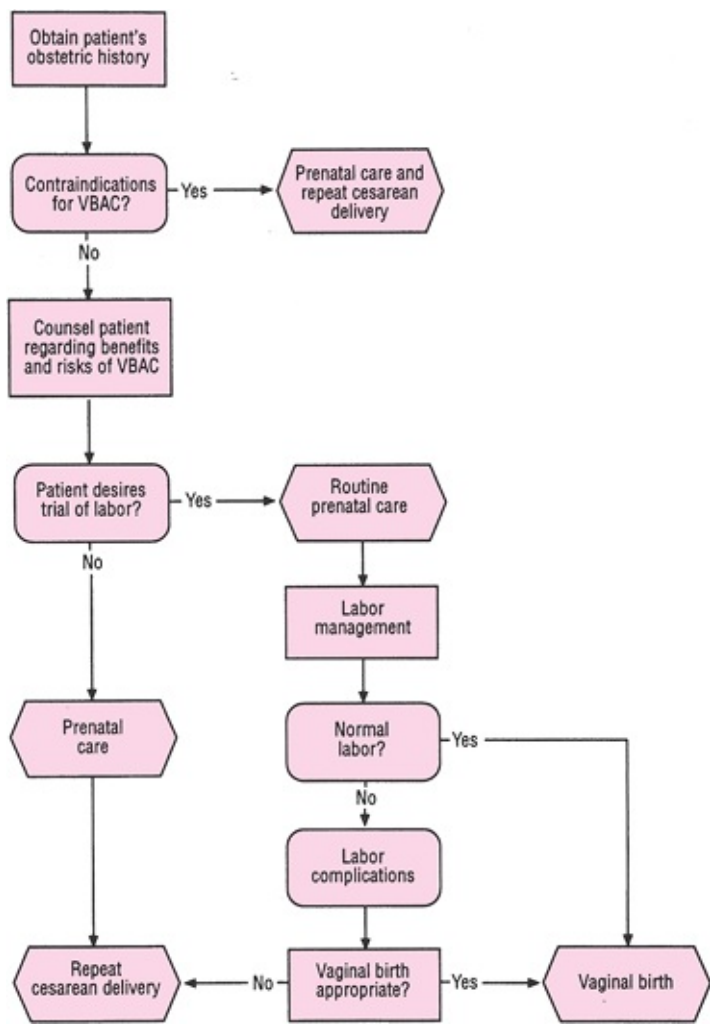 Obtain patient's
obstetric history
Contraindications
for VBAC?
Yes
Prenatal care and
repeat cesarean
delivery
No
Counsel patient
regarding benefits
and risks of VBAC
Patient desires
trial of labor?
Yes
Routine
prenatal care
No
Labor
management
Prenatal
care
Normal
labor?
Yes
No
Labor
complications
Repeat
cesarean delivery
No
Vaginal birth
appropriate?
Yes
Vaginal birth